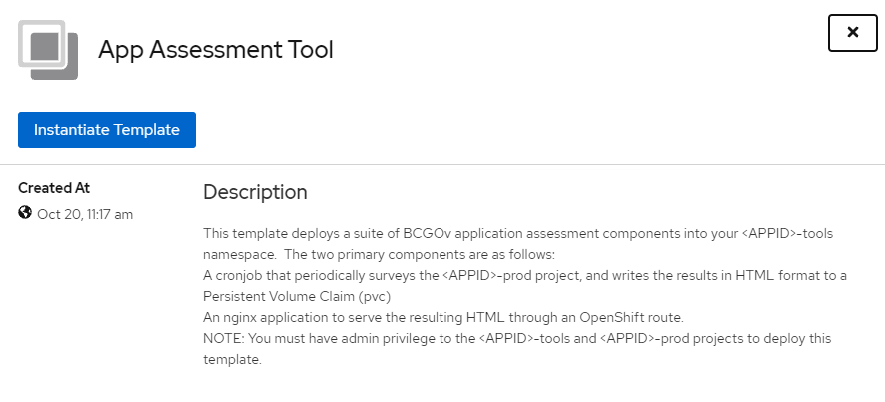 App Assessment Tool
Instantiate Template
Created At
Oct 20, 11:17 am
Description
This template deploys a suite of BCGOv application assessment components into your <APPID>-tools
namespace. The two primary components are as follows:
A cronjob that periodically surveys the <APPID>-prod project, and writes the results in HTML format to a
Persistent Volume Claim (pvc)
An nginx application to serve the resulting HTML through an OpenShift route.
NOTE: You must have admin privilege to the <APPID>-tools and <APPID>-prod projects to deploy this
template.